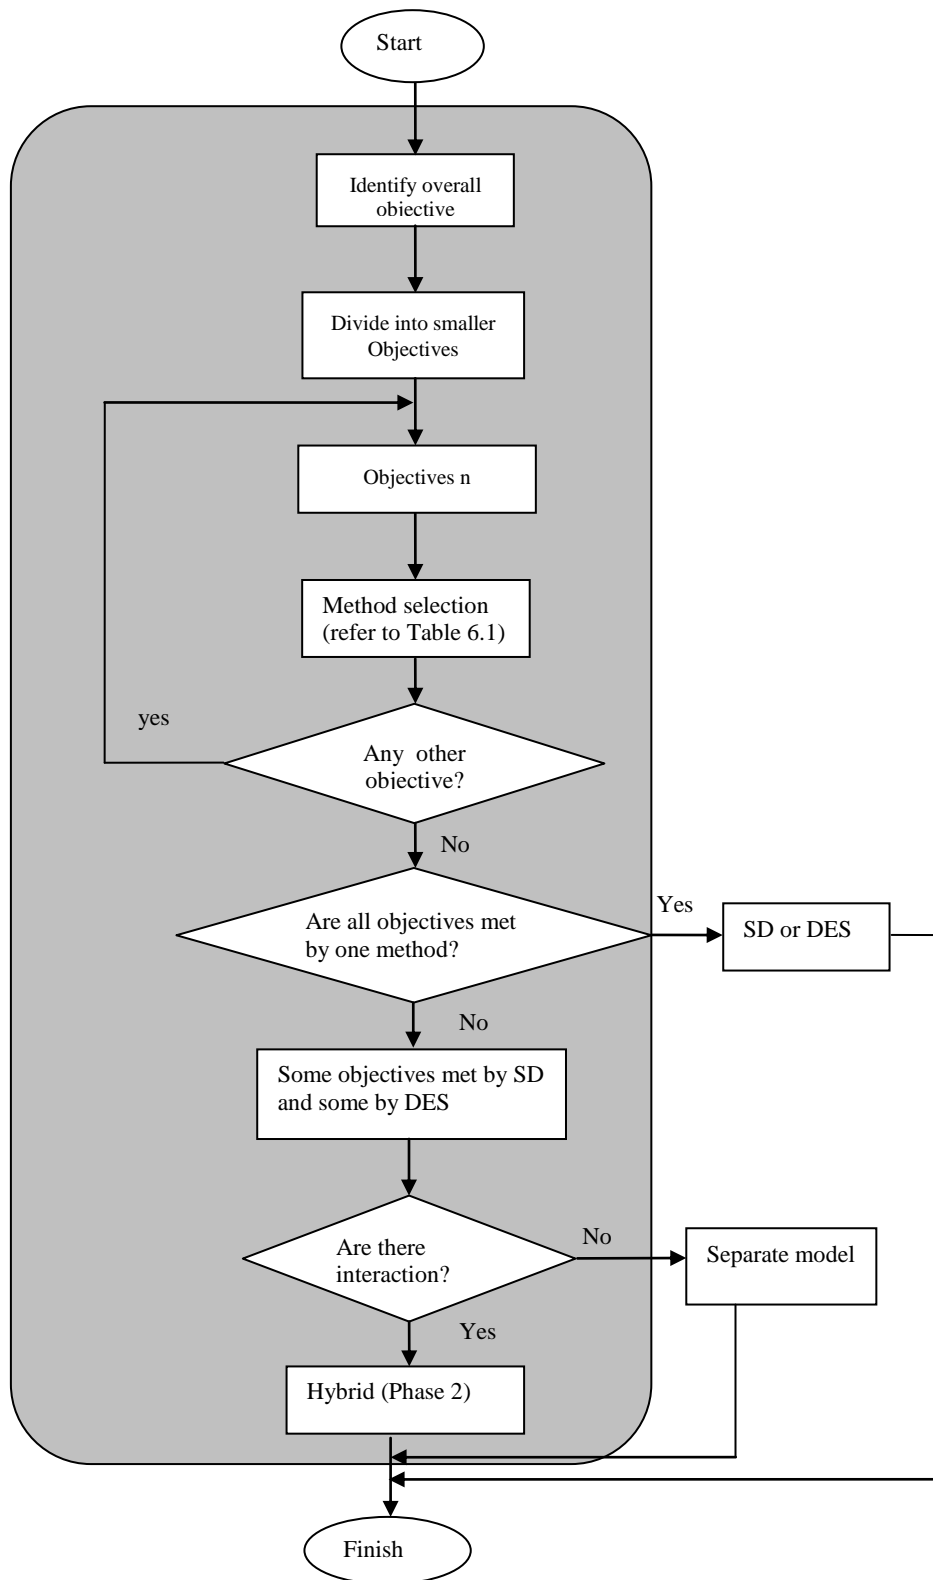 Start
Identify overall
objective
Divide into smaller
Objectives
Objectives n
Method selection
(refer to Table 6.1)
yes
Any other
objective?
No
Are all objectives met
by one method?
Yes
SD or DES
No
Some objectives met by SD
and some by DES
Are there
interaction?
No
Separate model
Yes
Hybrid (Phase 2)
Finish